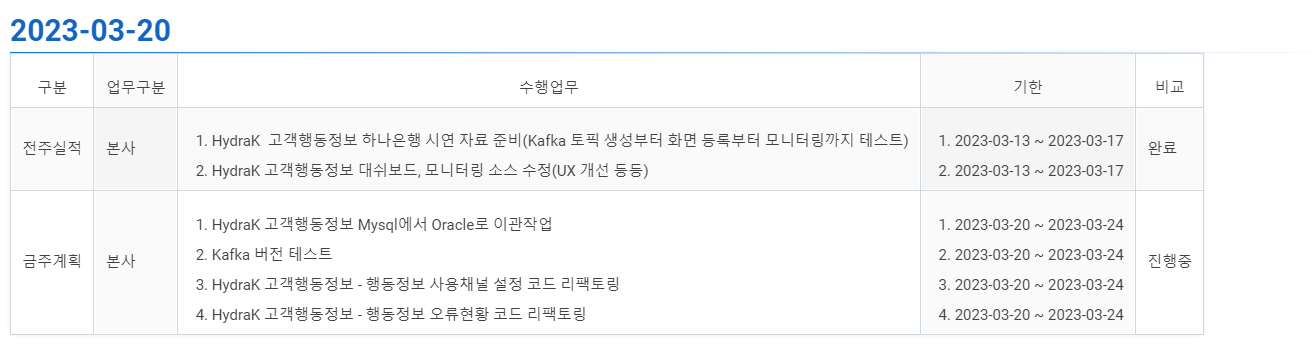 2023-03-20
구분 업무구분 수행업무 기한 비교
전주실적 본사
1. HydraK 고객행동정보 하나은행 시연 자료 준비(Kafka 토픽 생성부터 화면 등록부터 모니터링까지 테스트)
2. HydraK 고객행동정보 대쉬보드, 모니터링 소스 수정(UX 개선 등등)
1. 2023-03-13 ~ 2023-03-17
2. 2023-03-13 ~ 2023-03-17
완료
금주계획 본사
1. HydraK 고객행동정보 Mysql에서 Oracle로 이관작업
2. Kafka 버전 테스트
3. HydraK 고객행동정보 - 행동정보 사용채널 설정 코드 리팩토링
4. HydraK 고객행동정보 - 행동정보 오류현황 코드 리팩토링
1. 2023-03-20 ~ 2023-03-24
2. 2023-03-20 ~ 2023-03-24
3. 2023-03-20 ~ 2023-03-24
4. 2023-03-20 ~ 2023-03-24
진행중